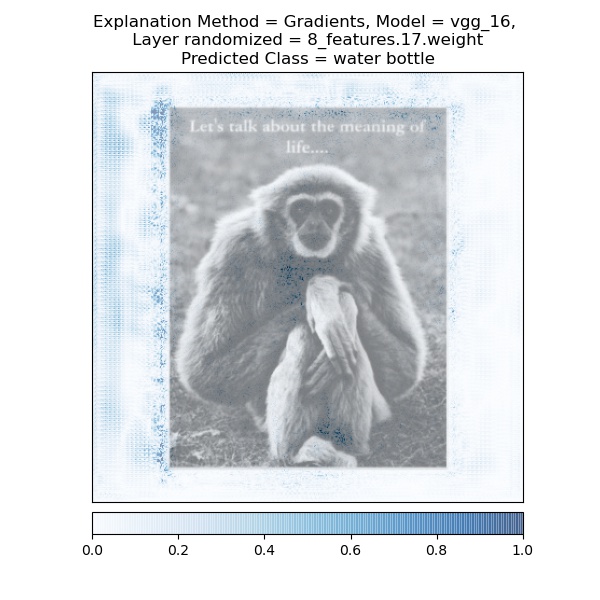 Explanation Method = Gradients, Model = vgg_16,
Layer randomized = 8_features.17.weight
Predicted Class = water bottle
Let's talk about the meaning of
life....
0.0 0.2 0.4 0.6 0.8 1.0